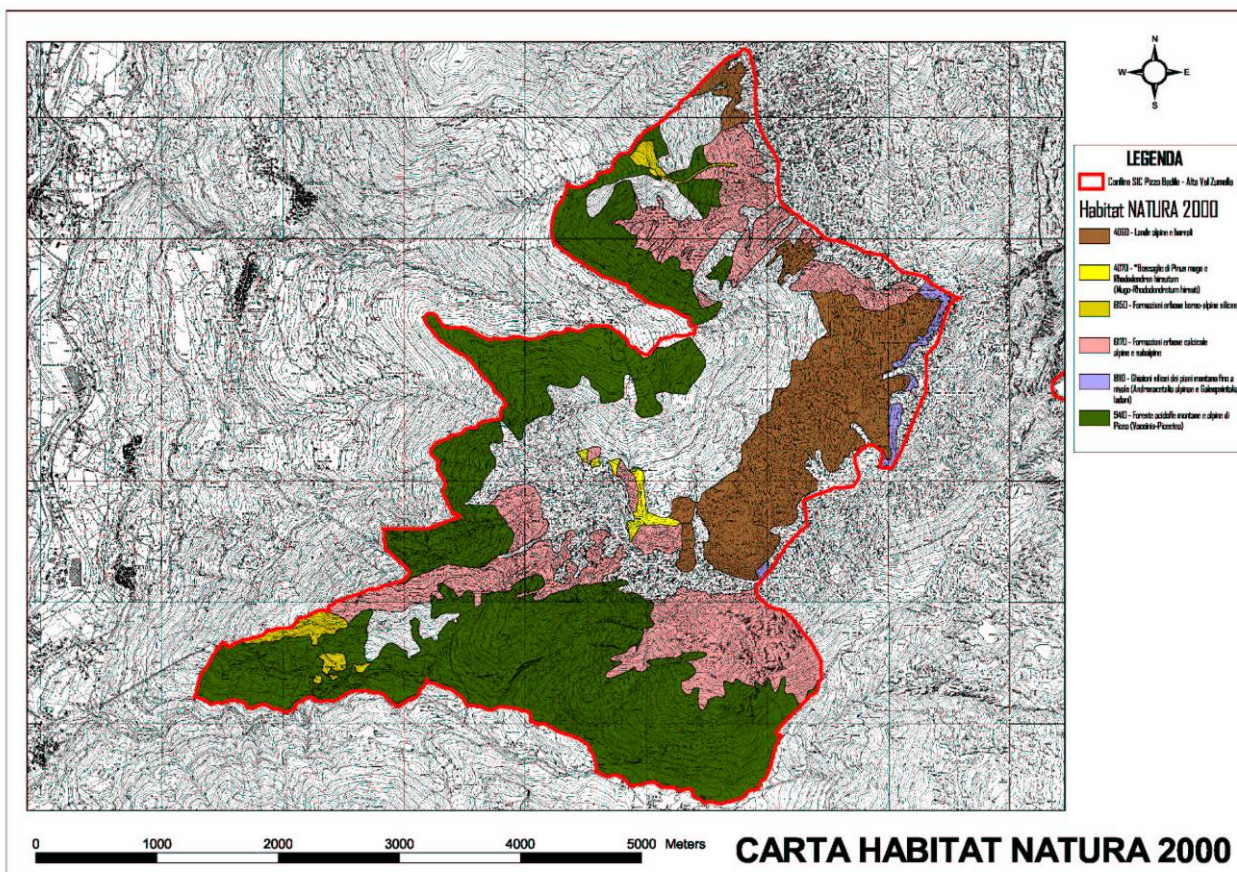 N
W E
S
LEGENDA
Confine SIC Pizzo Badile - Alta Val Zumella
Habitat NATURA 2000
4060 - Lande alpine e boreali
4070 - *Boscaglie di Pinus mugo e
Rhododendron hirsutum
(Mugo-Rhododendretum hirsuti)
6150 - Formazioni erbose boreo-alpine silicee
6170 - Formazioni erbose calcicole
alpine e subalpine
8110 - Ghiaioni silicei dei piani montano fino a
nivale (Androsacetalia alpinae e Galeopsietalia
ladani)
9410 - Foreste acidofile montane e alpine di
Picea (Vaccinio-Piceetea)
0 1000 2000 3000 4000 5000 Meters
CARTA HABITAT NATURA 2000